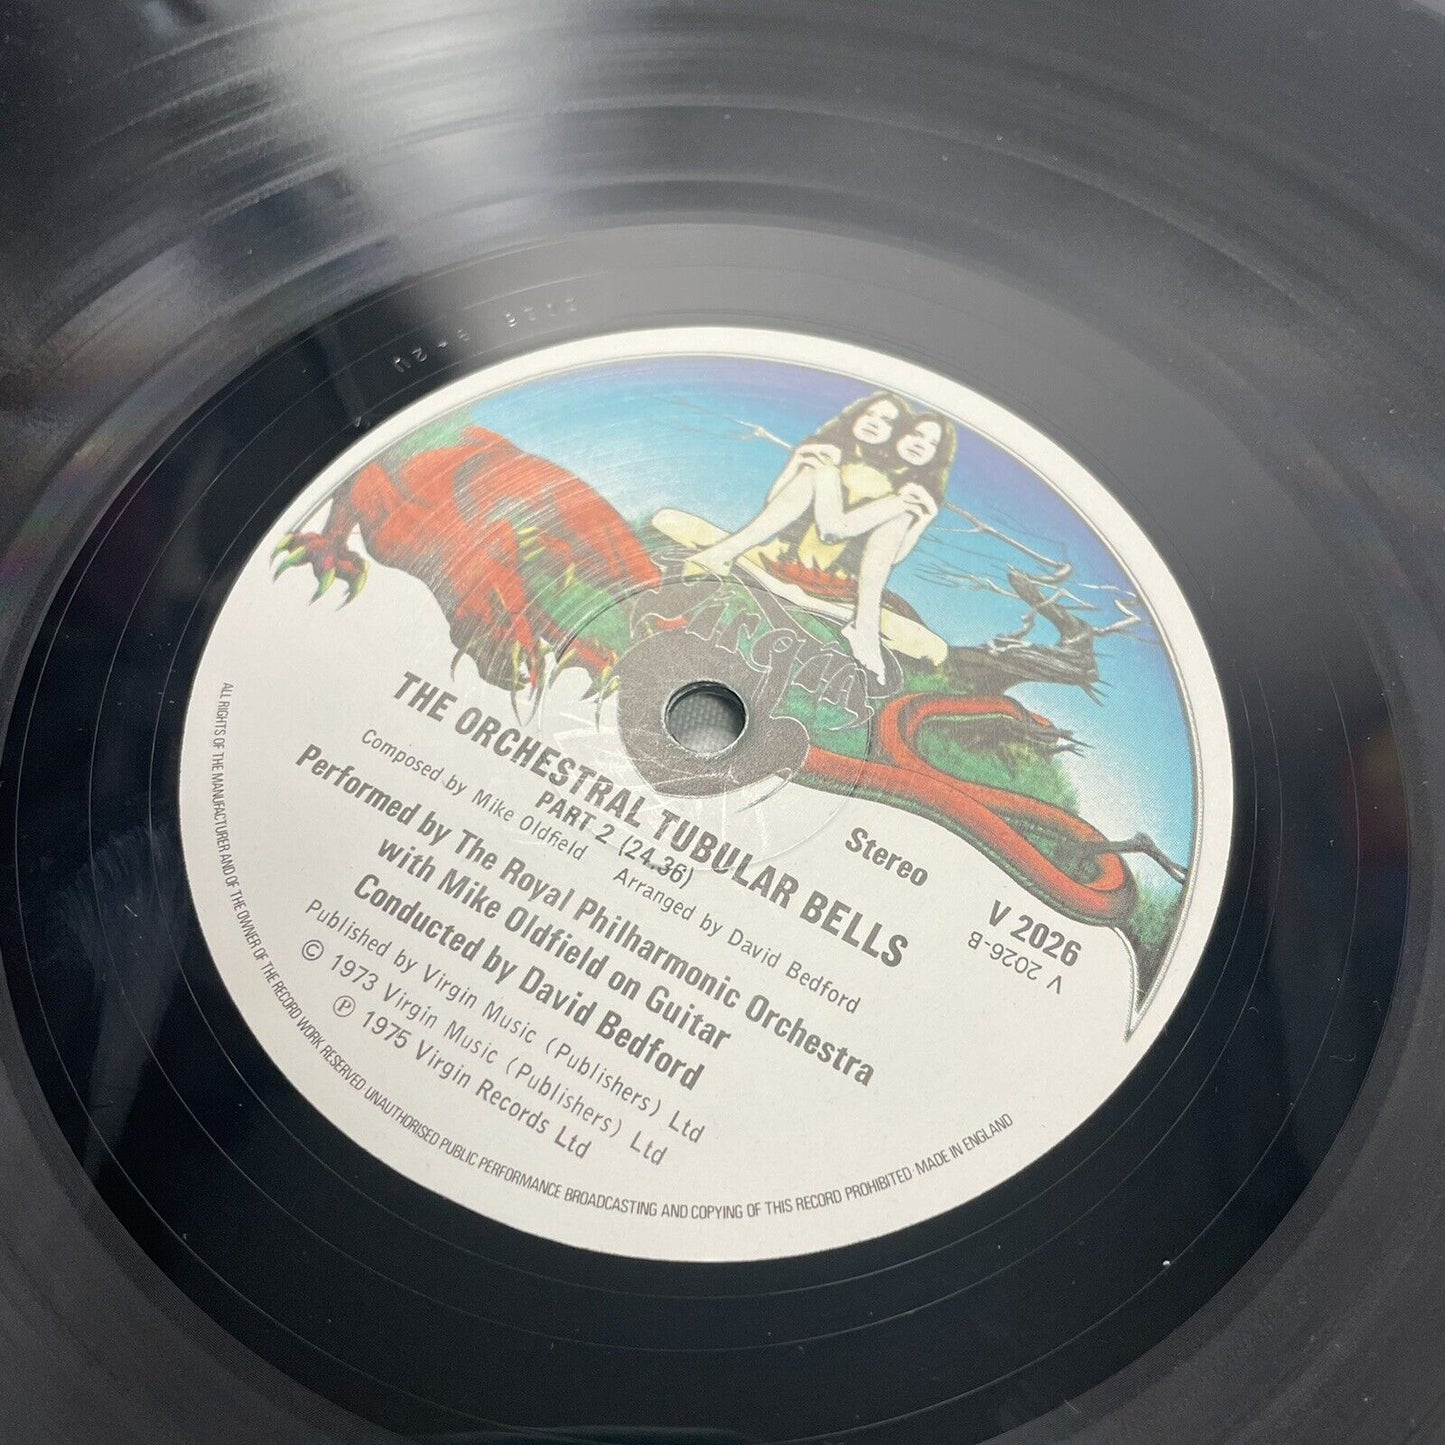 Virgin
THE ORCHESTRAL TUBULAR BELLS
PART 2 (24.36)
Composed by Mike Oldfield Arranged by David Bedford
Performed by The Royal Philharmonic Orchestra
with Mike Oldfield on Guitar
Conducted by David Bedford
Published by Virgin Music (Publishers) Ltd
© 1973 Virgin Music (Publishers) Ltd
℗ 1975 Virgin Records Ltd
Stereo
V 2026
V 2026-B
ALL RIGHTS OF THE MANUFACTURER AND OF THE OWNER OF THE RECORD WORK RESERVED·UNAUTHORISED PUBLIC PERFORMANCE BROADCASTING AND COPYING OF THIS RECORD PROHIBITED·MADE IN ENGLAND